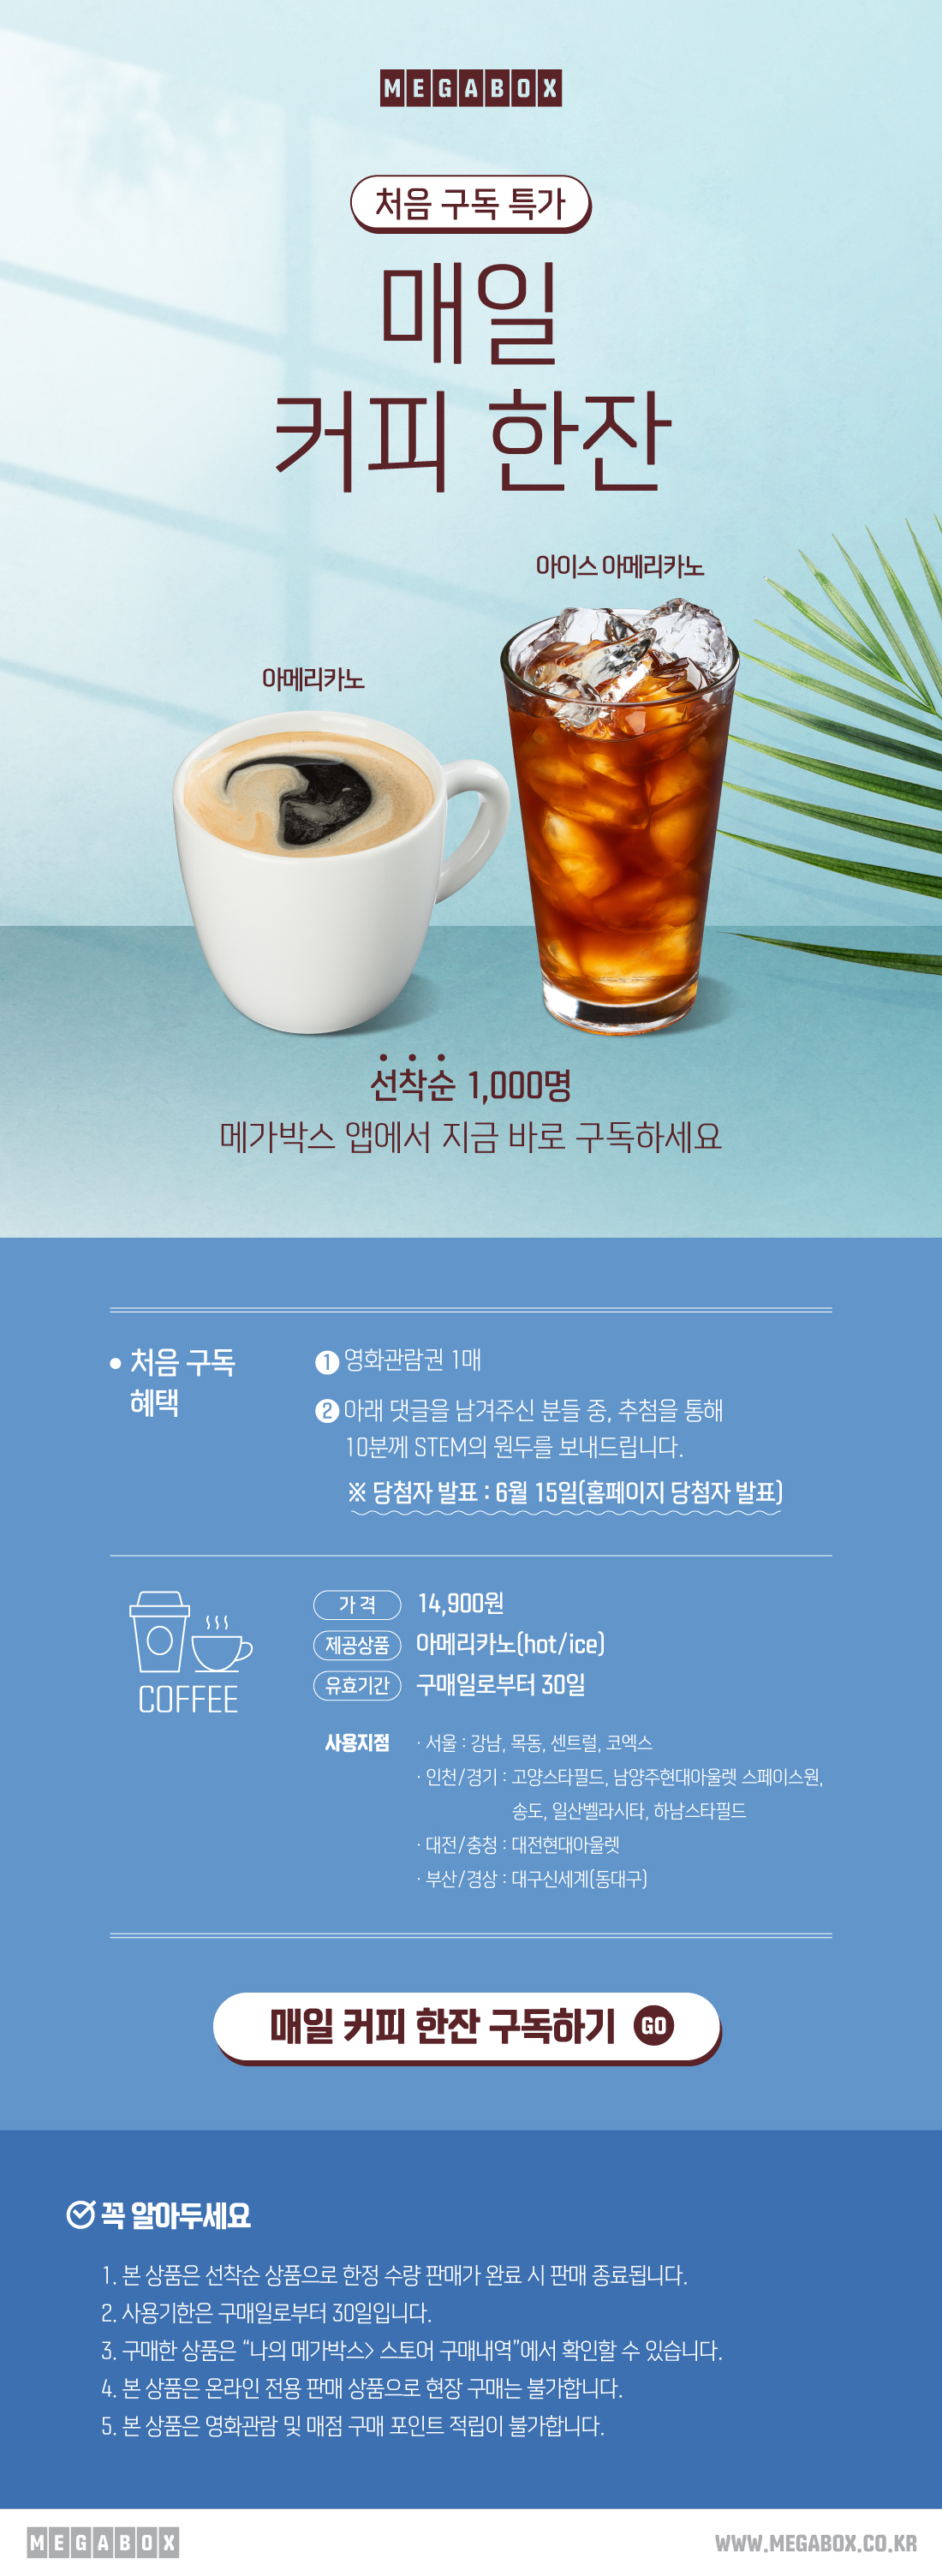 MEGABOX
처음 구독 특가
매일
커피 한잔
아이스 아메리카노
아메리카노
선착순 1,000명
메가박스 앱에서 지금 바로 구독하세요
• 처음 구독
혜택
❶ 영화관람권 1매
❷ 아래 댓글을 남겨주신 분들 중, 추첨을 통해
10분께 STEM의 원두를 보내드립니다.
※ 당첨자 발표 : 6월 15일(홈페이지 당첨자 발표)
COFFEE
가 격 14,900원
제공상품 아메리카노(hot/ice)
유효기간 구매일로부터 30일
사용지점 · 서울 : 강남, 목동, 센트럴, 코엑스
· 인천/경기 : 고양스타필드, 남양주현대아울렛 스페이스원,
송도, 일산벨라시타, 하남스타필드
· 대전/충청 : 대전현대아울렛
· 부산/경상 : 대구신세계(동대구)
매일 커피 한잔 구독하기 GO
꼭 알아두세요
1. 본 상품은 선착순 상품으로 한정 수량 판매가 완료 시 판매 종료됩니다.
2. 사용기한은 구매일로부터 30일입니다.
3. 구매한 상품은 “나의 메가박스> 스토어 구매내역”에서 확인할 수 있습니다.
4. 본 상품은 온라인 전용 판매 상품으로 현장 구매는 불가합니다.
5. 본 상품은 영화관람 및 매점 구매 포인트 적립이 불가합니다.
MEGABOX
WWW.MEGABOX.CO.KR